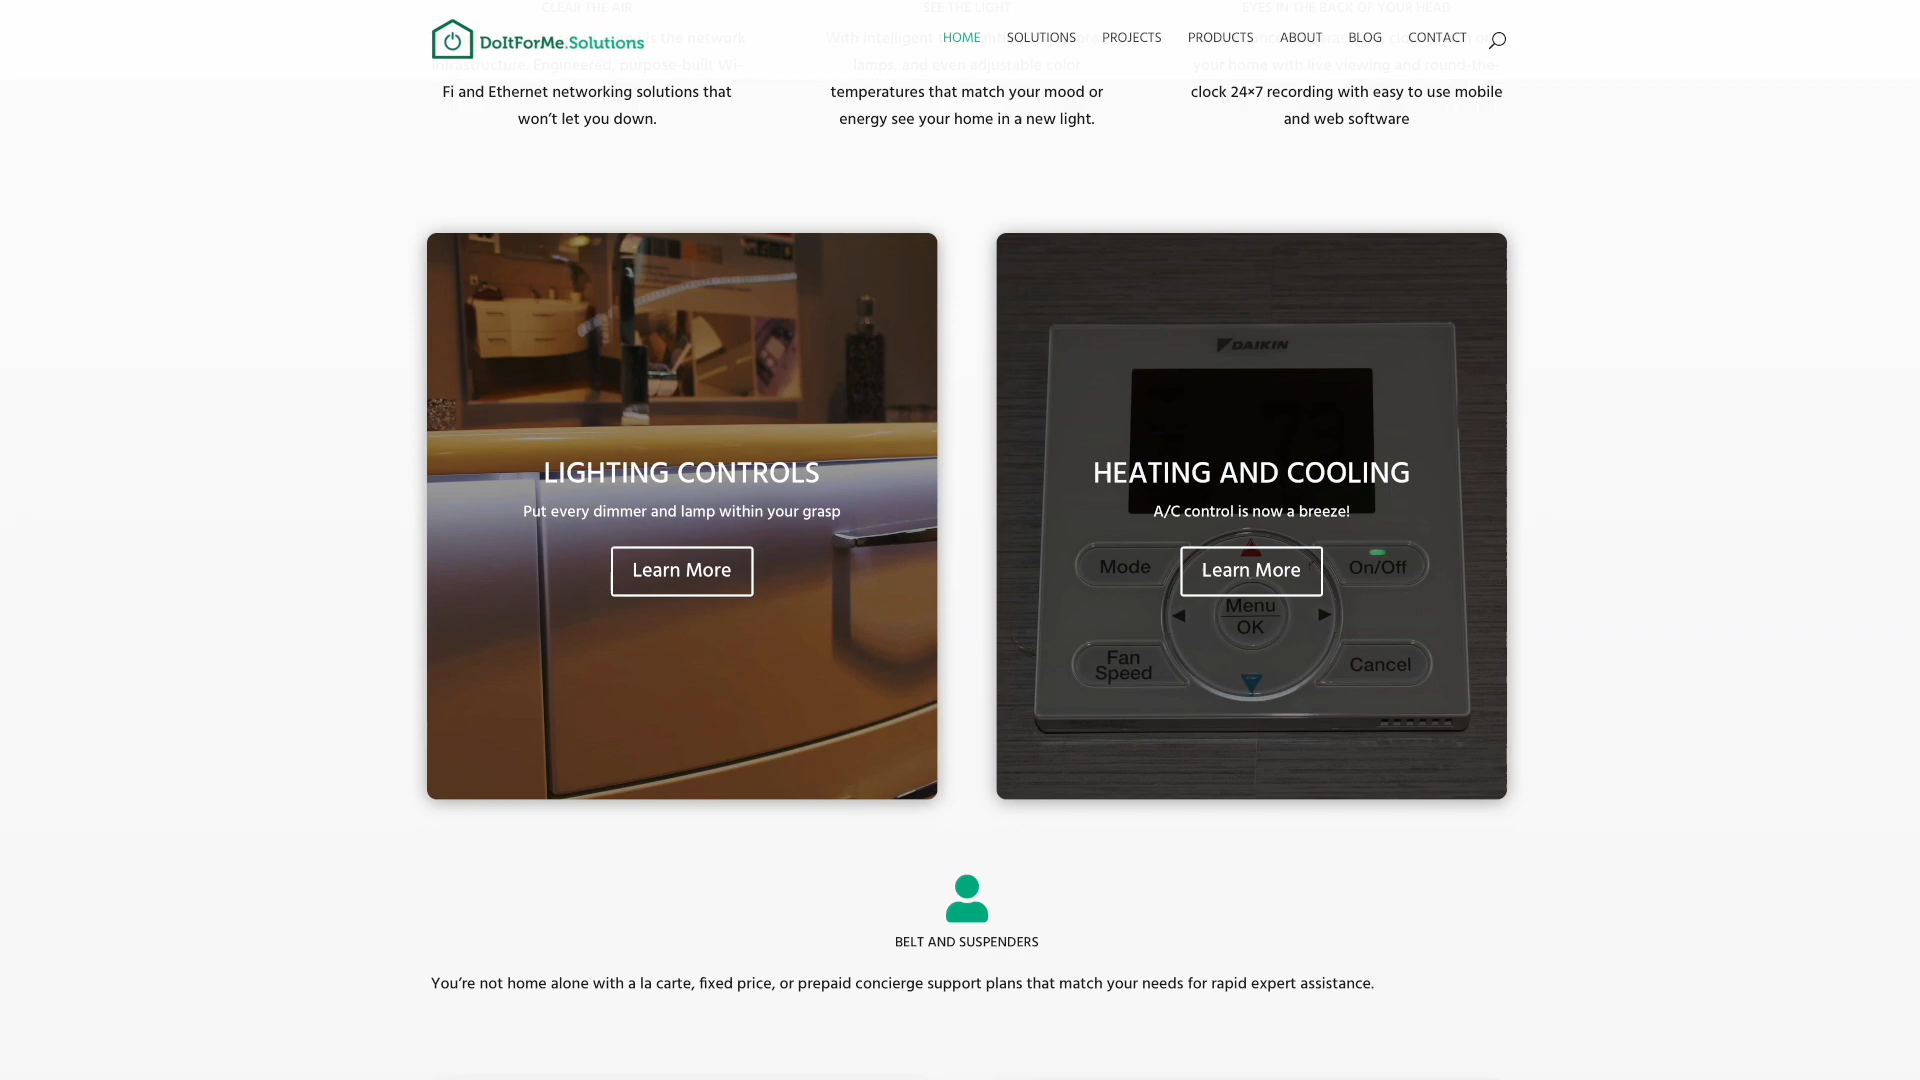 CLEAR THE AIR
SEE THE LIGHT
EYES IN THE BACK OF YOUR HEAD
DoItForMe.Solutions
HOME
SOLUTIONS
PROJECTS
PRODUCTS
ABOUT
BLOG
CONTACT
is the network
infrastructure. Engineered, purpose-built Wi-
Fi and Ethernet networking solutions that
won’t let you down.
With intelligent
lamps, and even adjustable color
temperatures that match your mood or
energy see your home in a new light.
your home with live viewing and round-the-
clock 24×7 recording with easy to use mobile
and web software
LIGHTING CONTROLS
Put every dimmer and lamp within your grasp
Learn More
DAIKIN
73
HEATING AND COOLING
A/C control is now a breeze!
Learn More
Mode
On/Off
Menu
OK
Fan
Speed
Cancel
BELT AND SUSPENDERS
You’re not home alone with a la carte, fixed price, or prepaid concierge support plans that match your needs for rapid expert assistance.